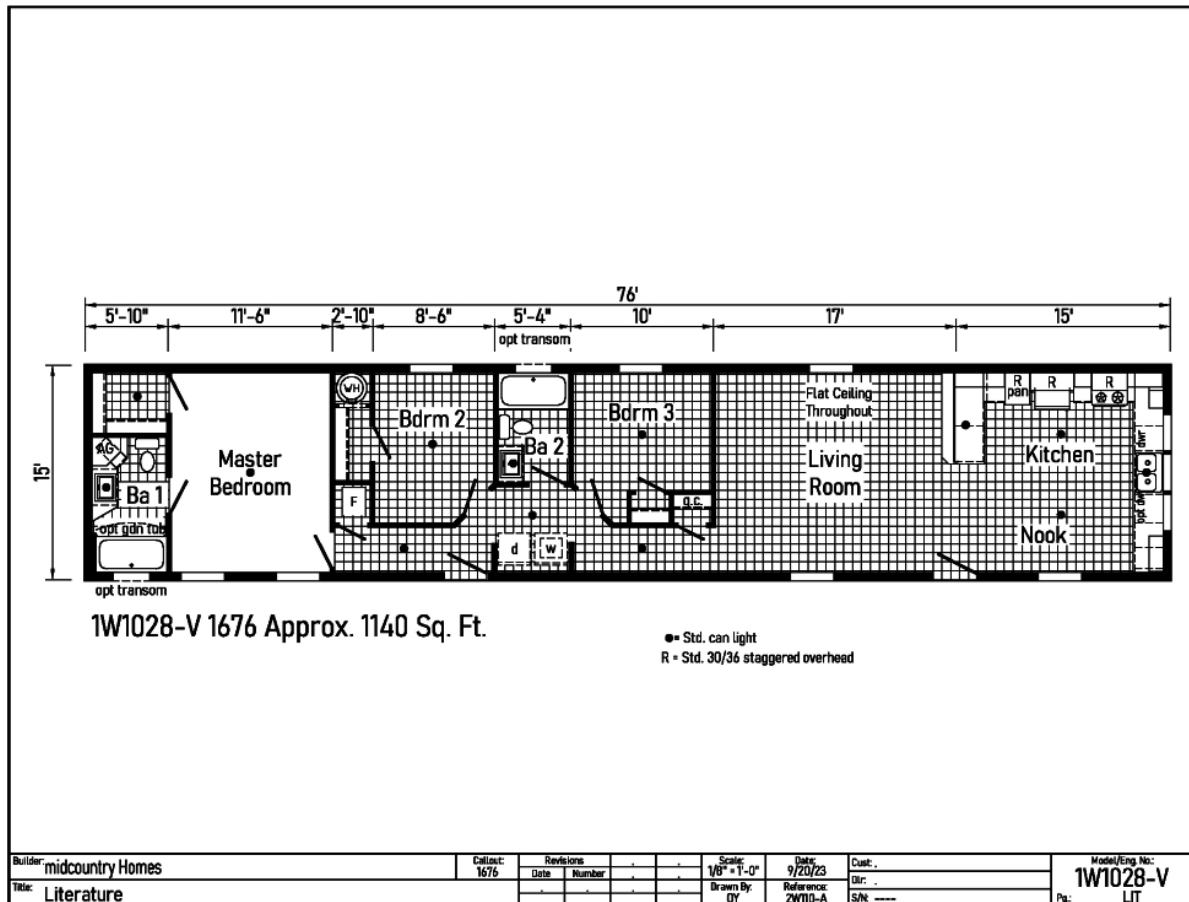 76'
5'-10" 11'-6" 2'-10" 8'-6" 5'-4" 10' 17' 15'
opt transom
15'
WH
Bdrm 2
Ba 2
Bdrm 3
Flat Ceiling
Throughout
R
pan
R
R
Kitchen
dwr
opt dw
Nook
Living
Room
Master
Bedroom
AG
Ba 1
opt gdn tub
F
d
w
g.c.
opt transom
1W1028-V 1676 Approx. 1140 Sq. Ft.
●= Std. can light
R = Std. 30/36 staggered overhead
Builder: midcountry Homes
Title: Literature
Callout:
1676
Revisions
Date Number
Scale:
1/8" = 1'-0"
Drawn By:
DY
Date:
9/20/23
Reference:
2W110-A
Cust: .
Dlr: .
S/N: ----
Model/Eng. No.:
1W1028-V
Pg.: LIT